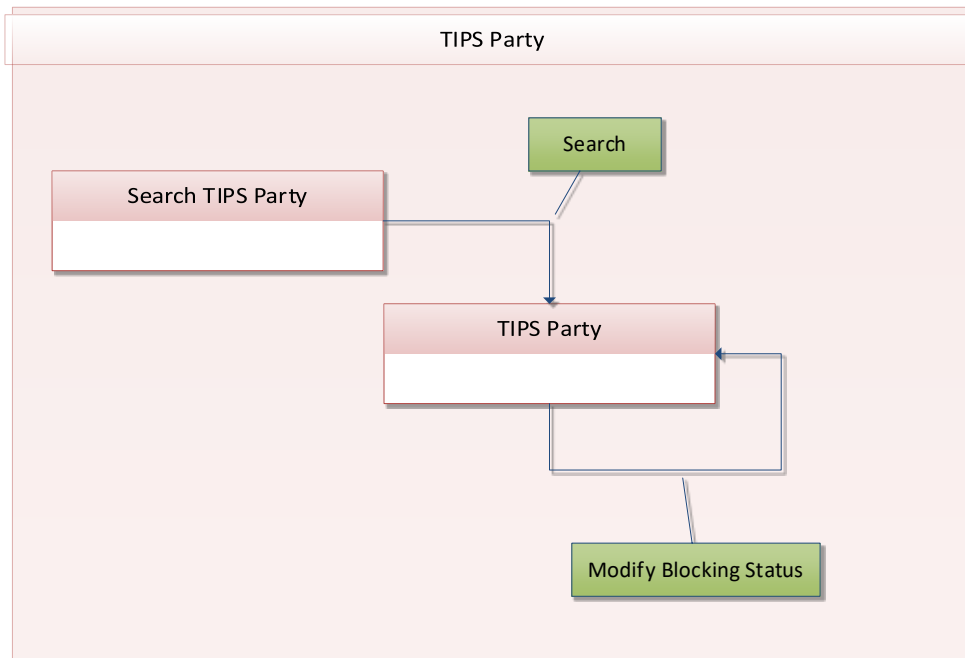 TIPS Party
Search
Search TIPS Party
TIPS Party
Modify Blocking Status